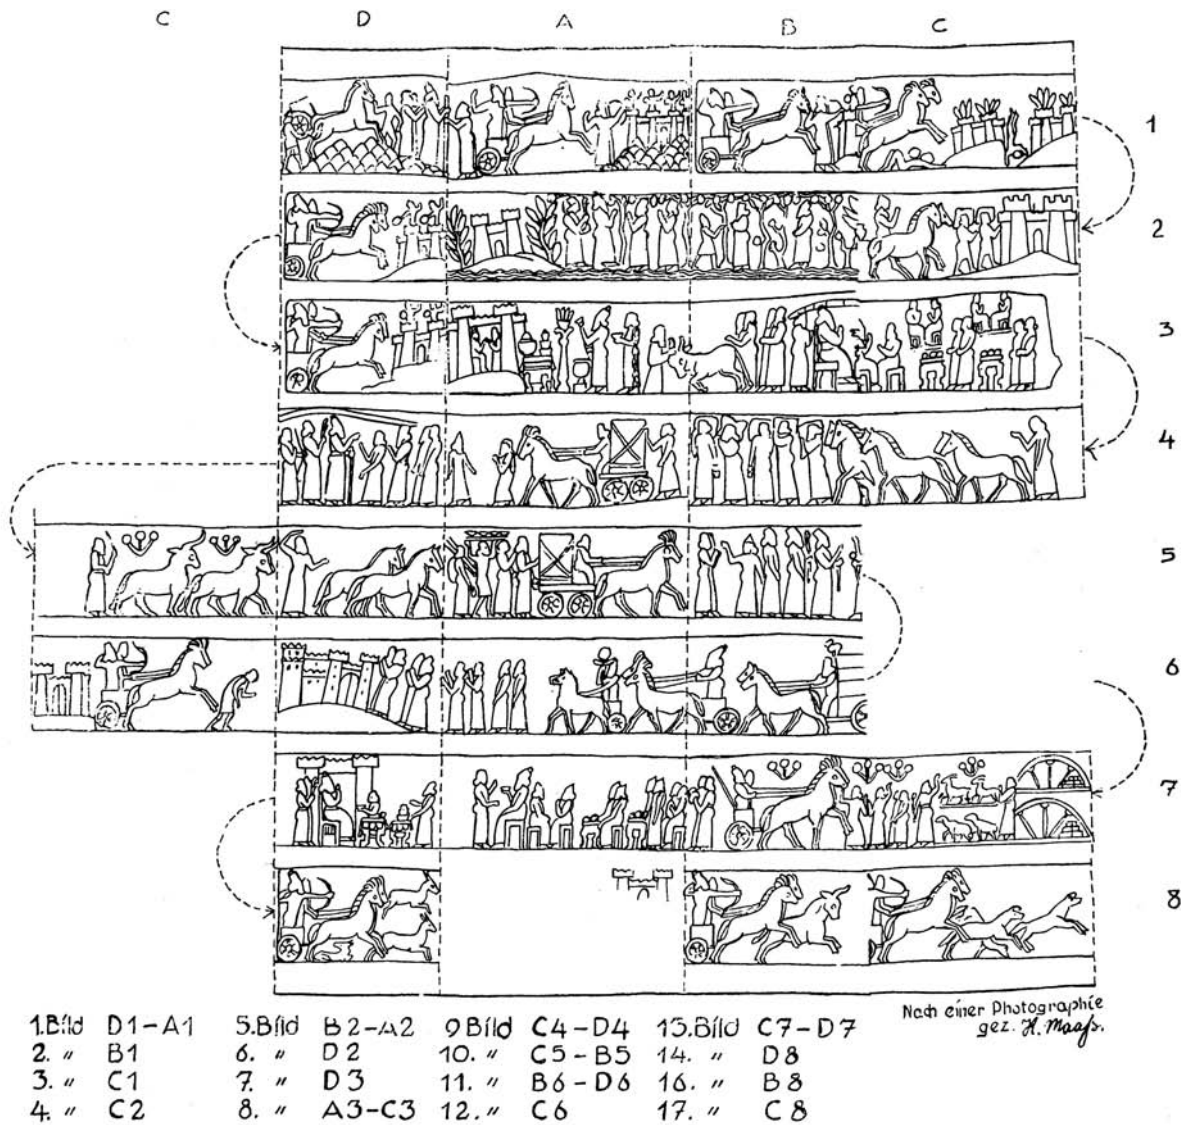 C D A B C
1
2
3
4
5
6
7
8
Nach einer Photographie
gez. H. Maaß.
1.Bild D1-A1 5.Bild B2-A2 9 Bild C4-D4 13.Bild C7-D7
2. " B1 6. " D2 10. " C5-B5 14. " D8
3. " C1 7. " D3 11. " B6-D6 16. " B8
4. " C2 8. " A3-C3 12. " C6 17. " C8